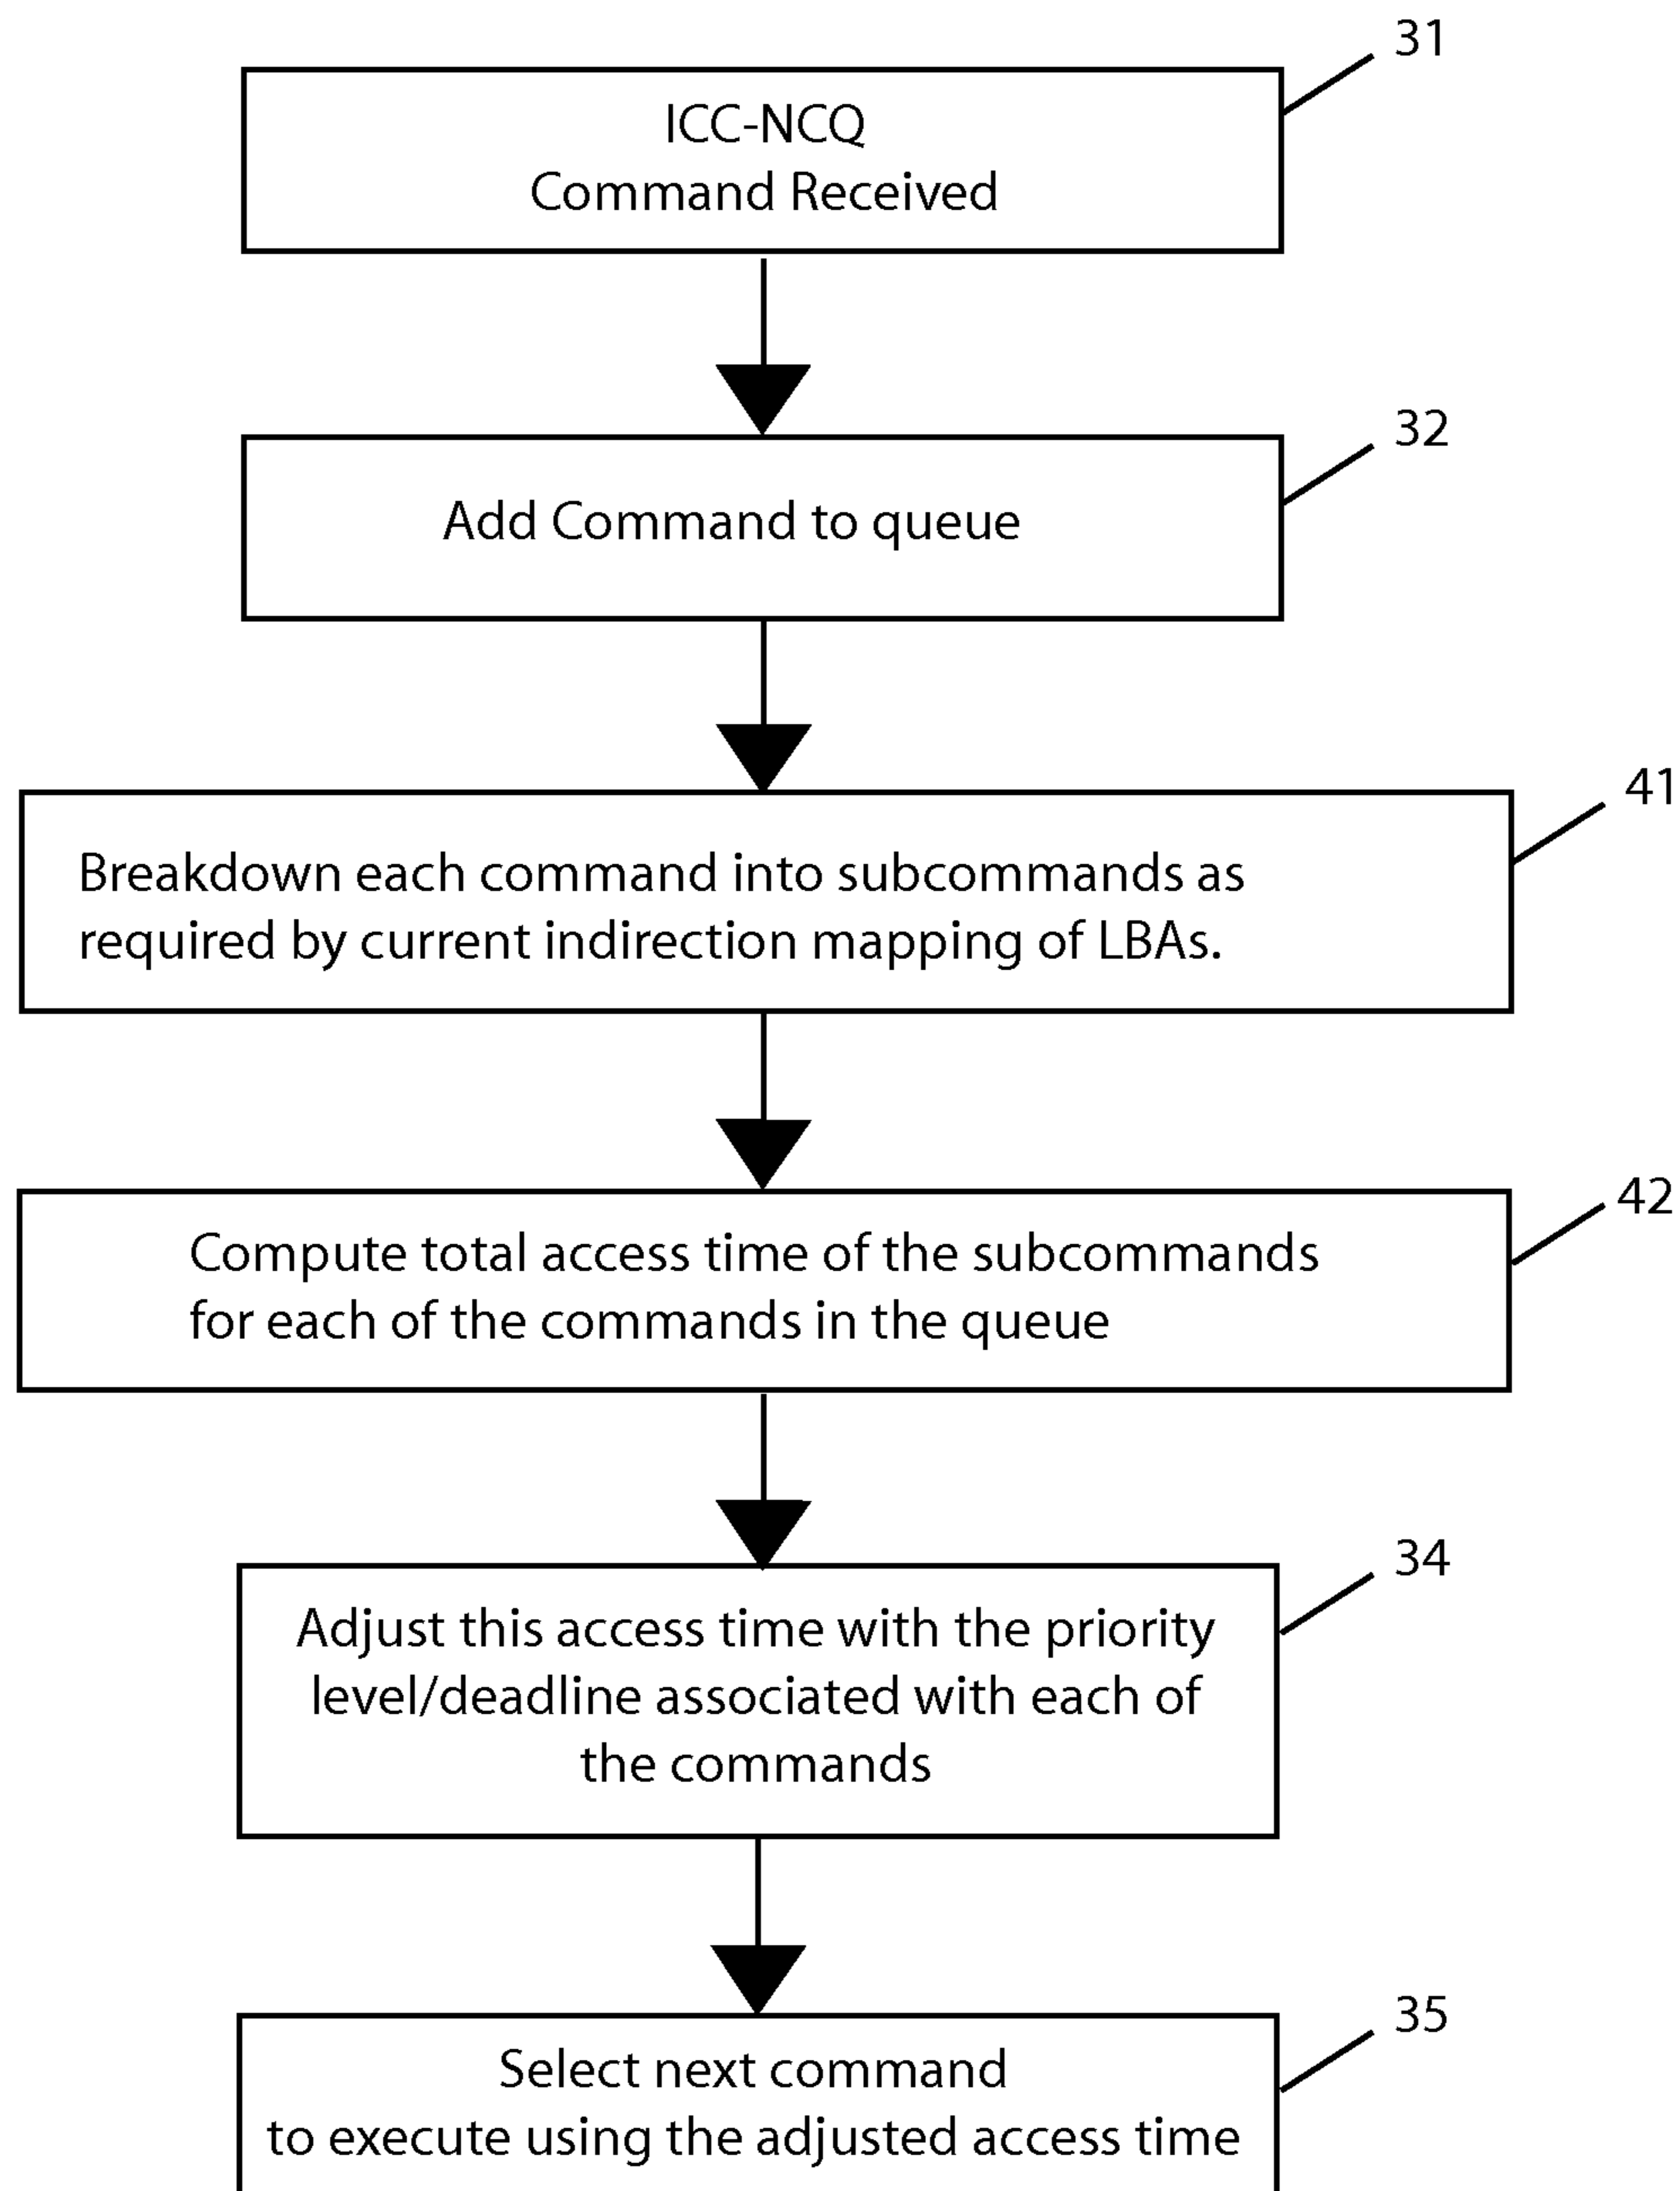 31
ICC-NCQ
Command Received
32
Add Command to queue
41
Breakdown each command into subcommands as
required by current indirection mapping of LBAs.
42
Compute total access time of the subcommands
for each of the commands in the queue
34
Adjust this access time with the priority
level/deadline associated with each of
the commands
35
Select next command
to execute using the adjusted access time